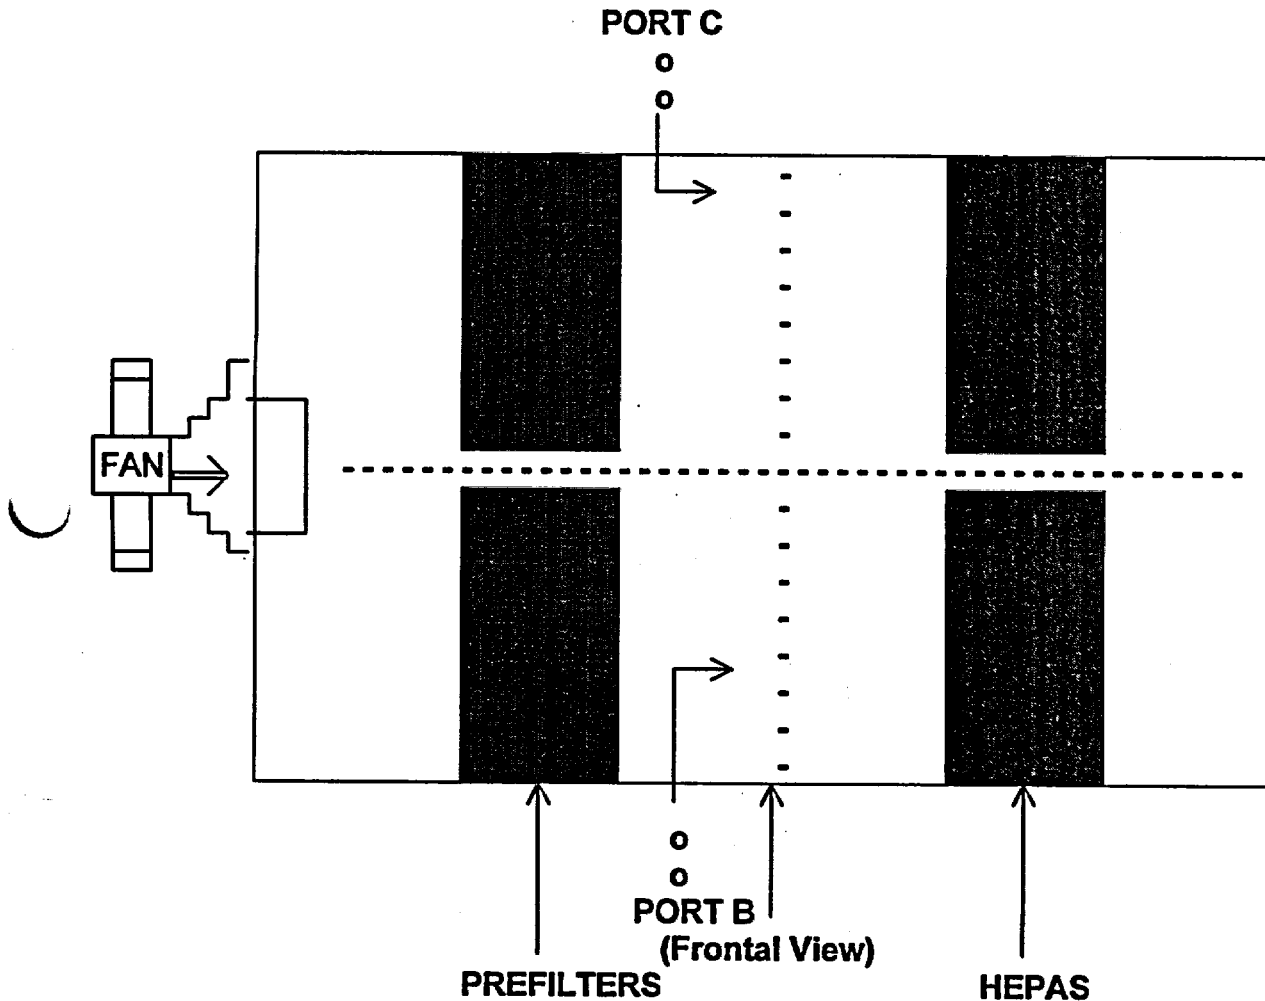 PORT C
o
o
FAN
o
o
PORT B
(Frontal View)
PREFILTERS
HEPAS